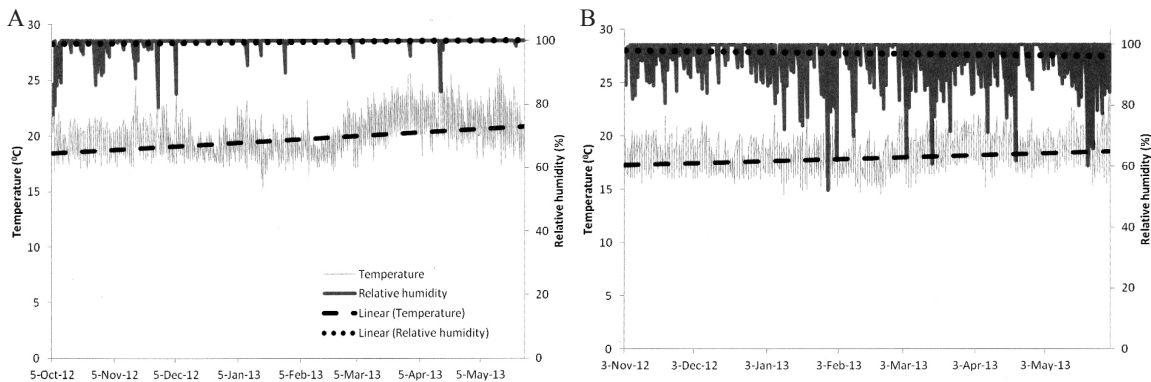 A
30
25
20
15
10
5
0
Temperature (⁰C)
100
80
60
40
20
0
Relative humidity (%)
Temperature
Relative humidity
Linear (Temperature)
Linear (Relative humidity)
5-Oct-12 5-Nov-12 5-Dec-12 5-Jan-13 5-Feb-13 5-Mar-13 5-Apr-13 5-May-13
B
30
25
20
15
10
5
0
Temperature (⁰C)
100
80
60
40
20
0
Relative humidity (%)
3-Nov-12 3-Dec-12 3-Jan-13 3-Feb-13 3-Mar-13 3-Apr-13 3-May-13